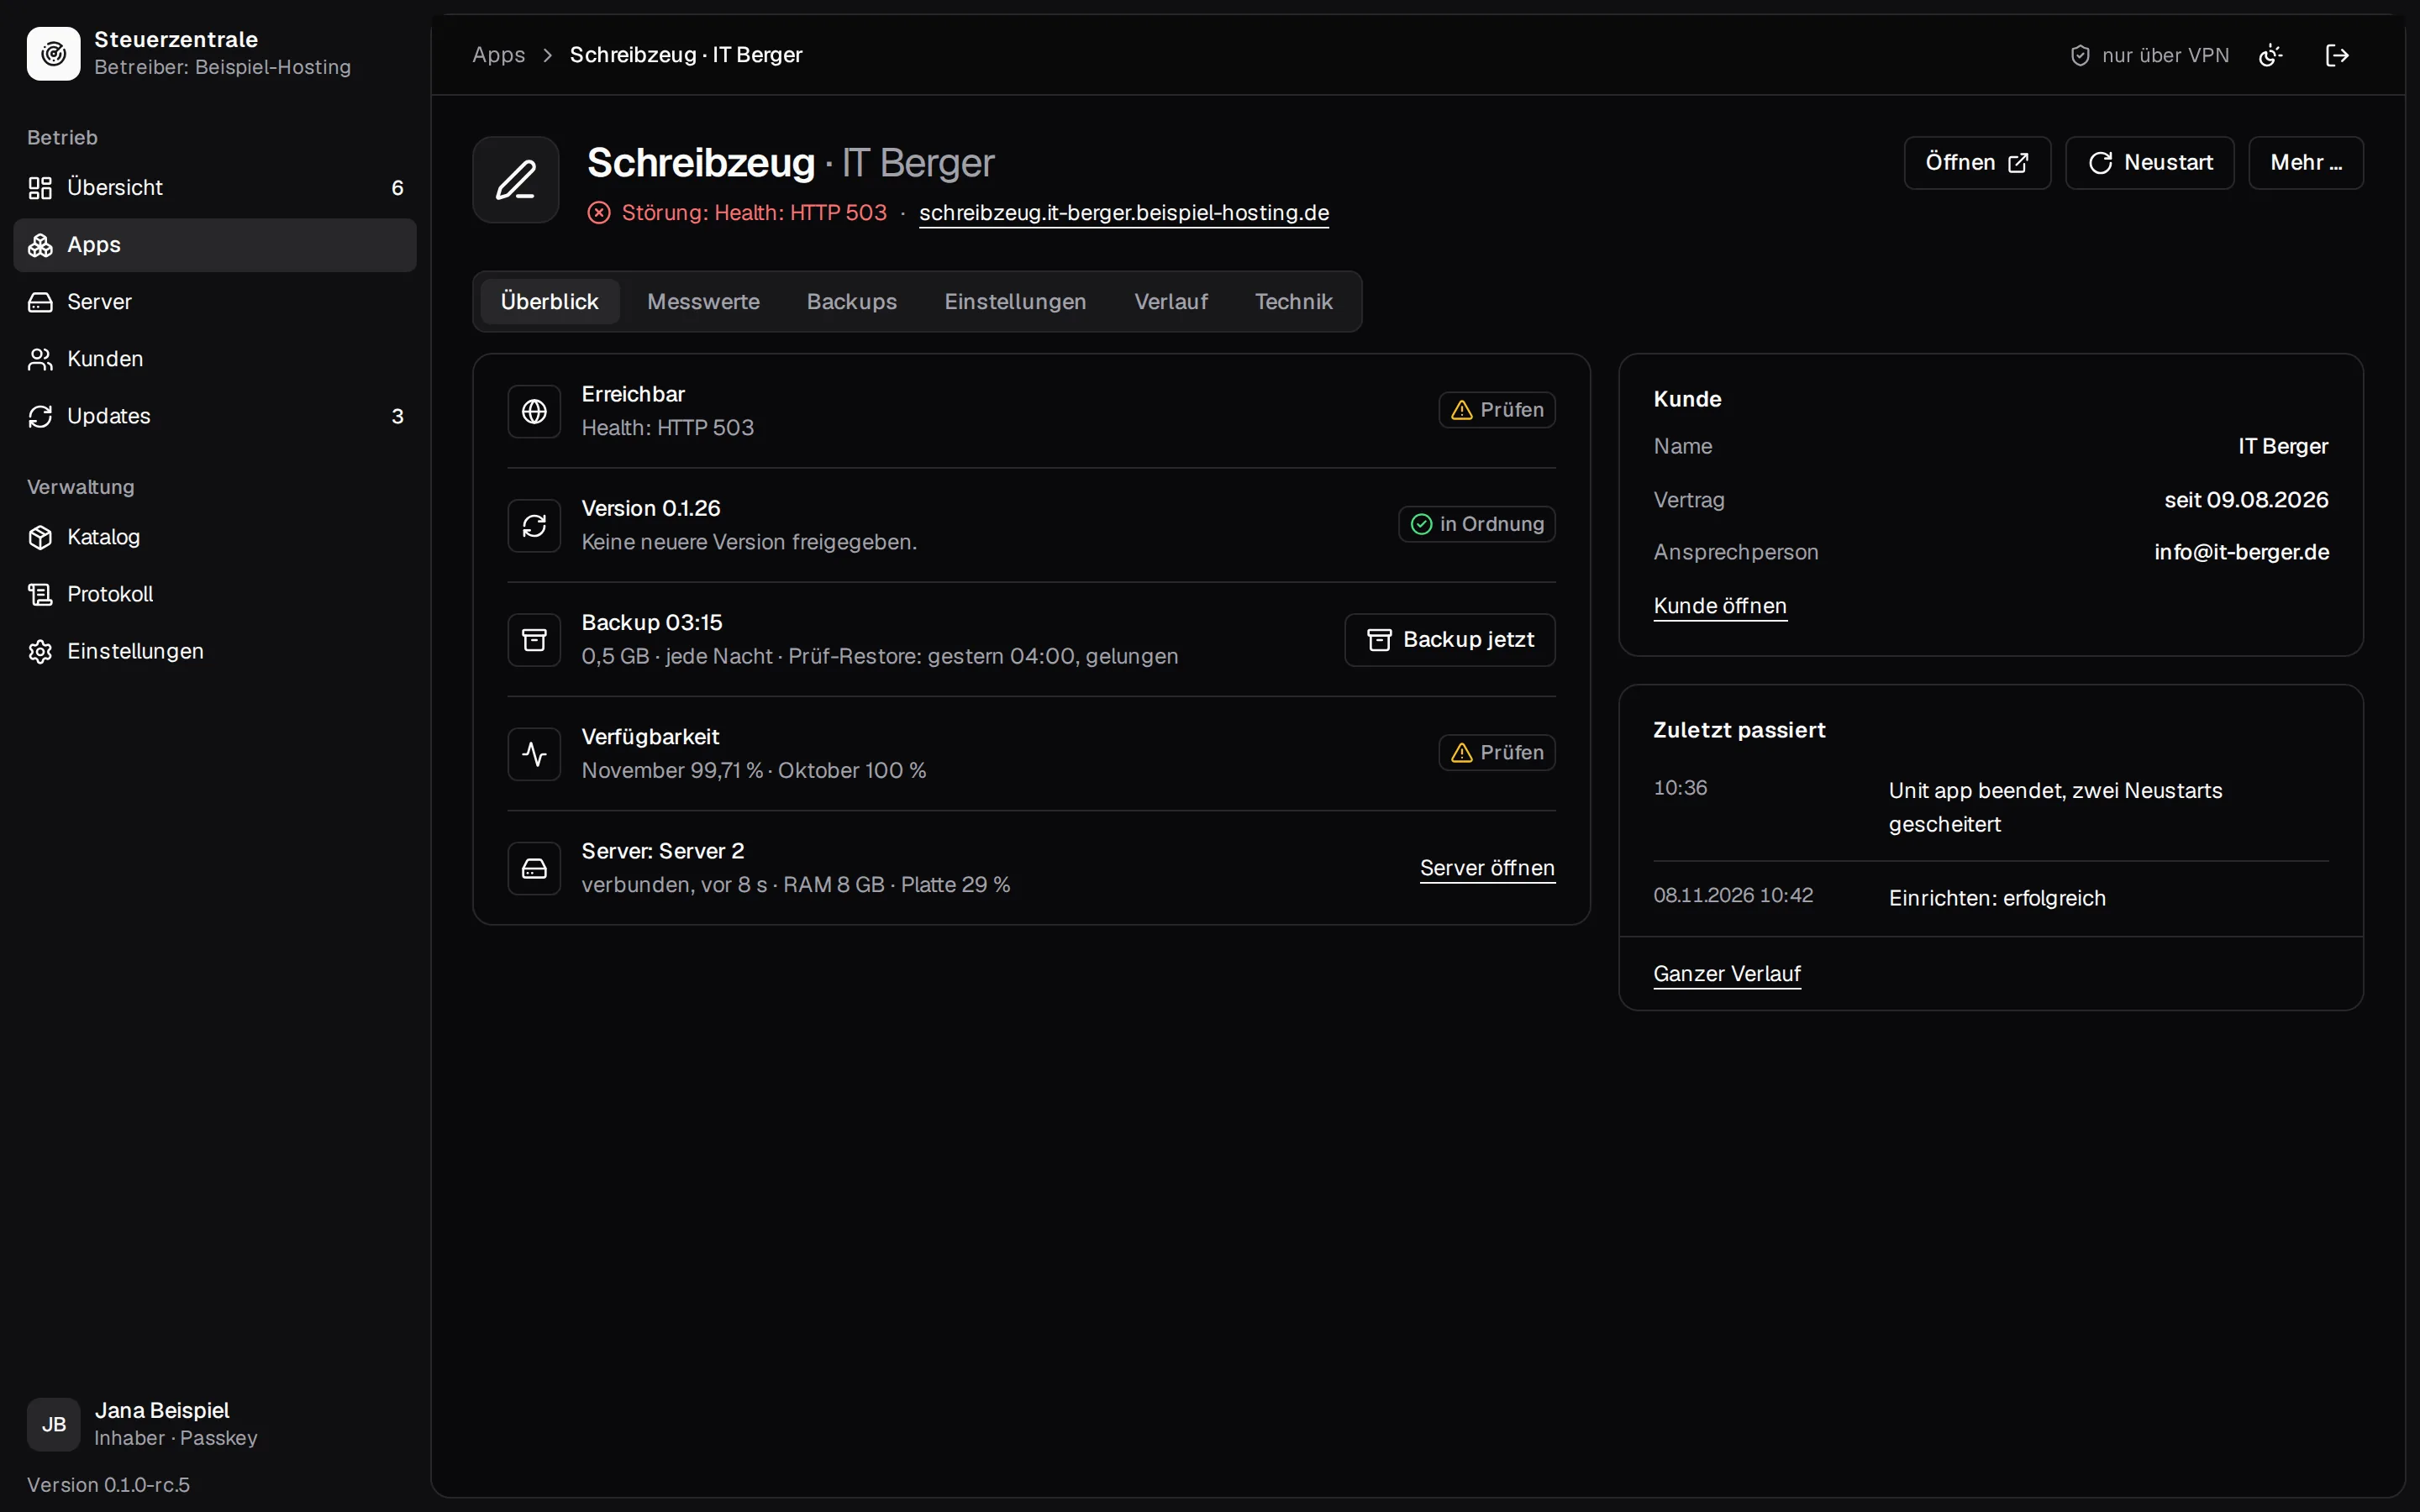 Steuerzentrale
Betreiber: Beispiel-Hosting
Betrieb
Übersicht 6
Apps
Server
Kunden
Updates 3
Verwaltung
Katalog
Protokoll
Einstellungen
JB
Jana Beispiel
Inhaber · Passkey
Version 0.1.0-rc.5
Apps > Schreibzeug · IT Berger
nur über VPN
Schreibzeug · IT Berger
Störung: Health: HTTP 503 · schreibzeug.it-berger.beispiel-hosting.de
Öffnen
Neustart
Mehr ...
Überblick Messwerte Backups Einstellungen Verlauf Technik
Erreichbar
Health: HTTP 503
Prüfen
Version 0.1.26
Keine neuere Version freigegeben.
in Ordnung
Backup 03:15
0,5 GB · jede Nacht · Prüf-Restore: gestern 04:00, gelungen
Backup jetzt
Verfügbarkeit
November 99,71 % · Oktober 100 %
Prüfen
Server: Server 2
verbunden, vor 8 s · RAM 8 GB · Platte 29 %
Server öffnen
Kunde
Name IT Berger
Vertrag seit 09.08.2026
Ansprechperson info@it-berger.de
Kunde öffnen
Zuletzt passiert
10:36 Unit app beendet, zwei Neustarts
gescheitert
08.11.2026 10:42 Einrichten: erfolgreich
Ganzer Verlauf